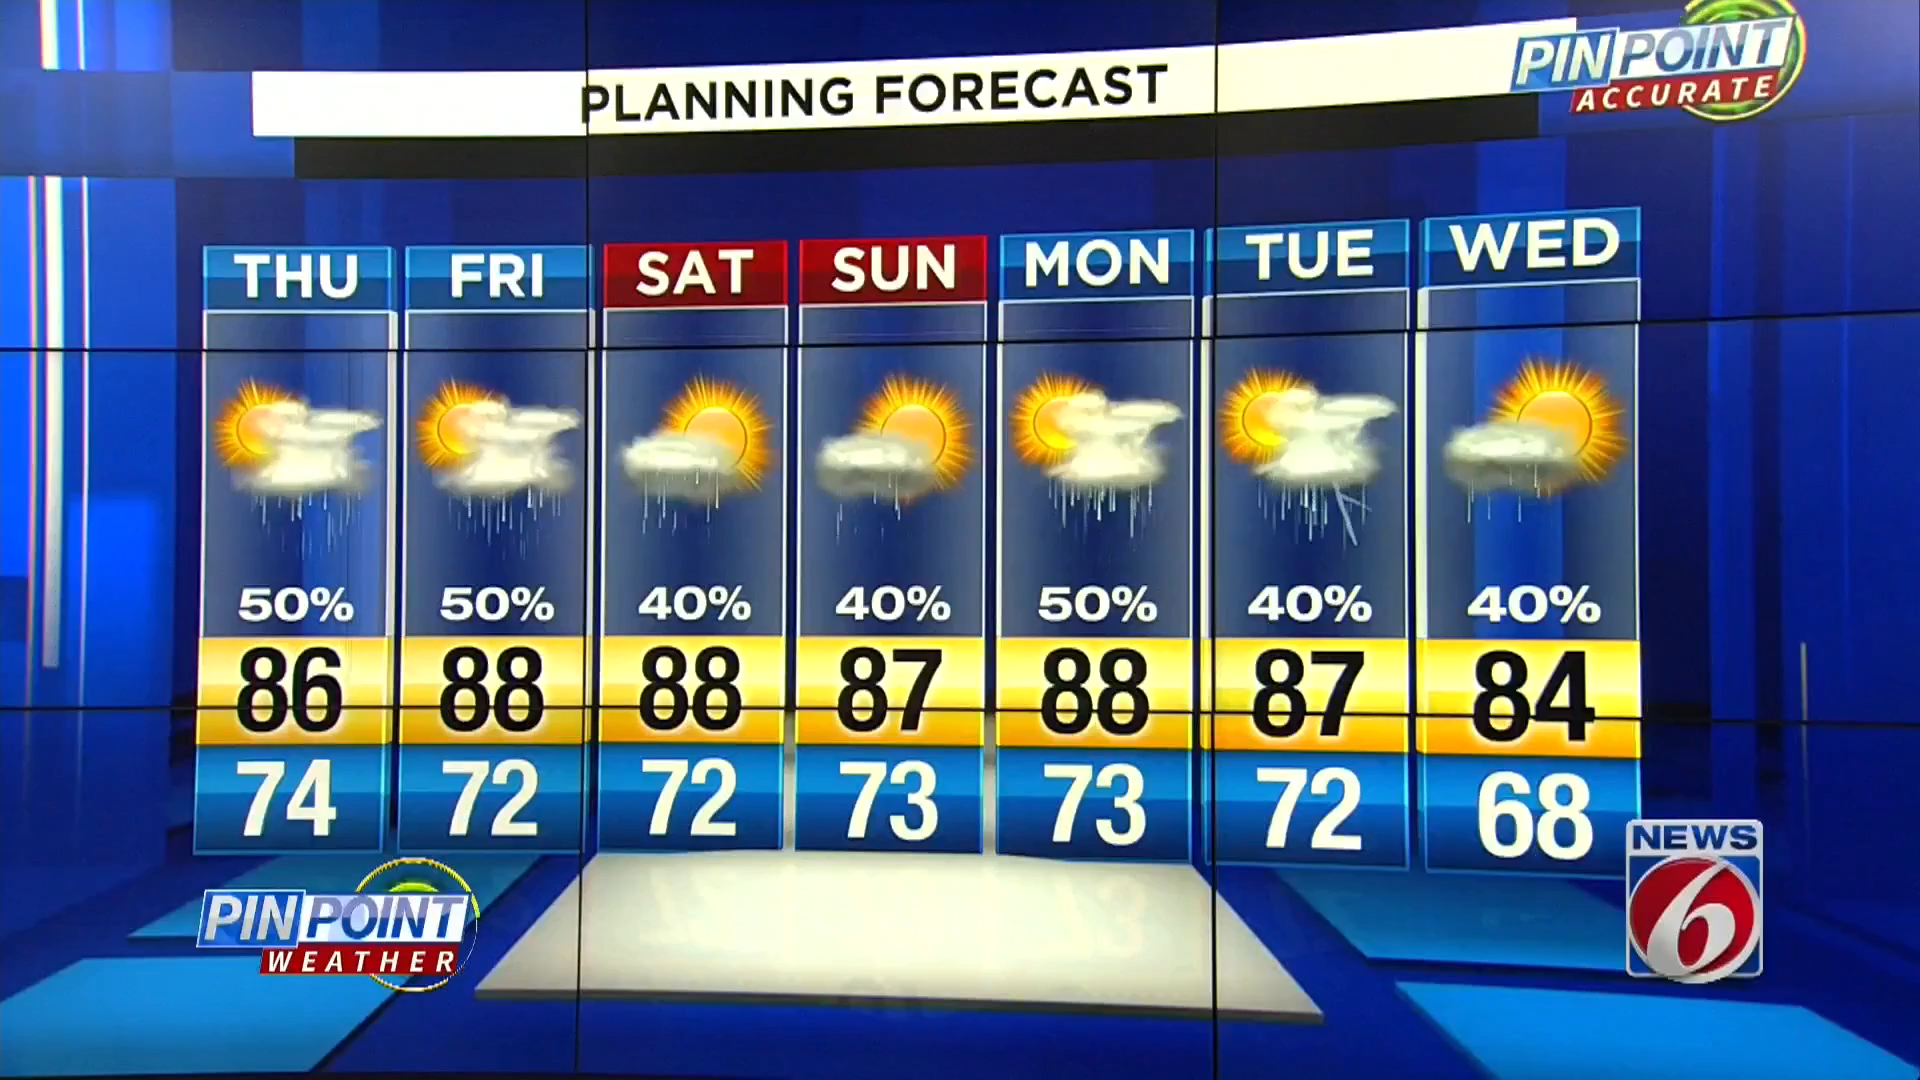 PLANNING FORECAST
PINPOINT
ACCURATE
THU FRI SAT SUN MON TUE WED
50% 50% 40% 40% 50% 40% 40%
86 88 88 87 88 87 84
74 72 72 73 73 72 68
PINPOINT
WEATHER
NEWS
6